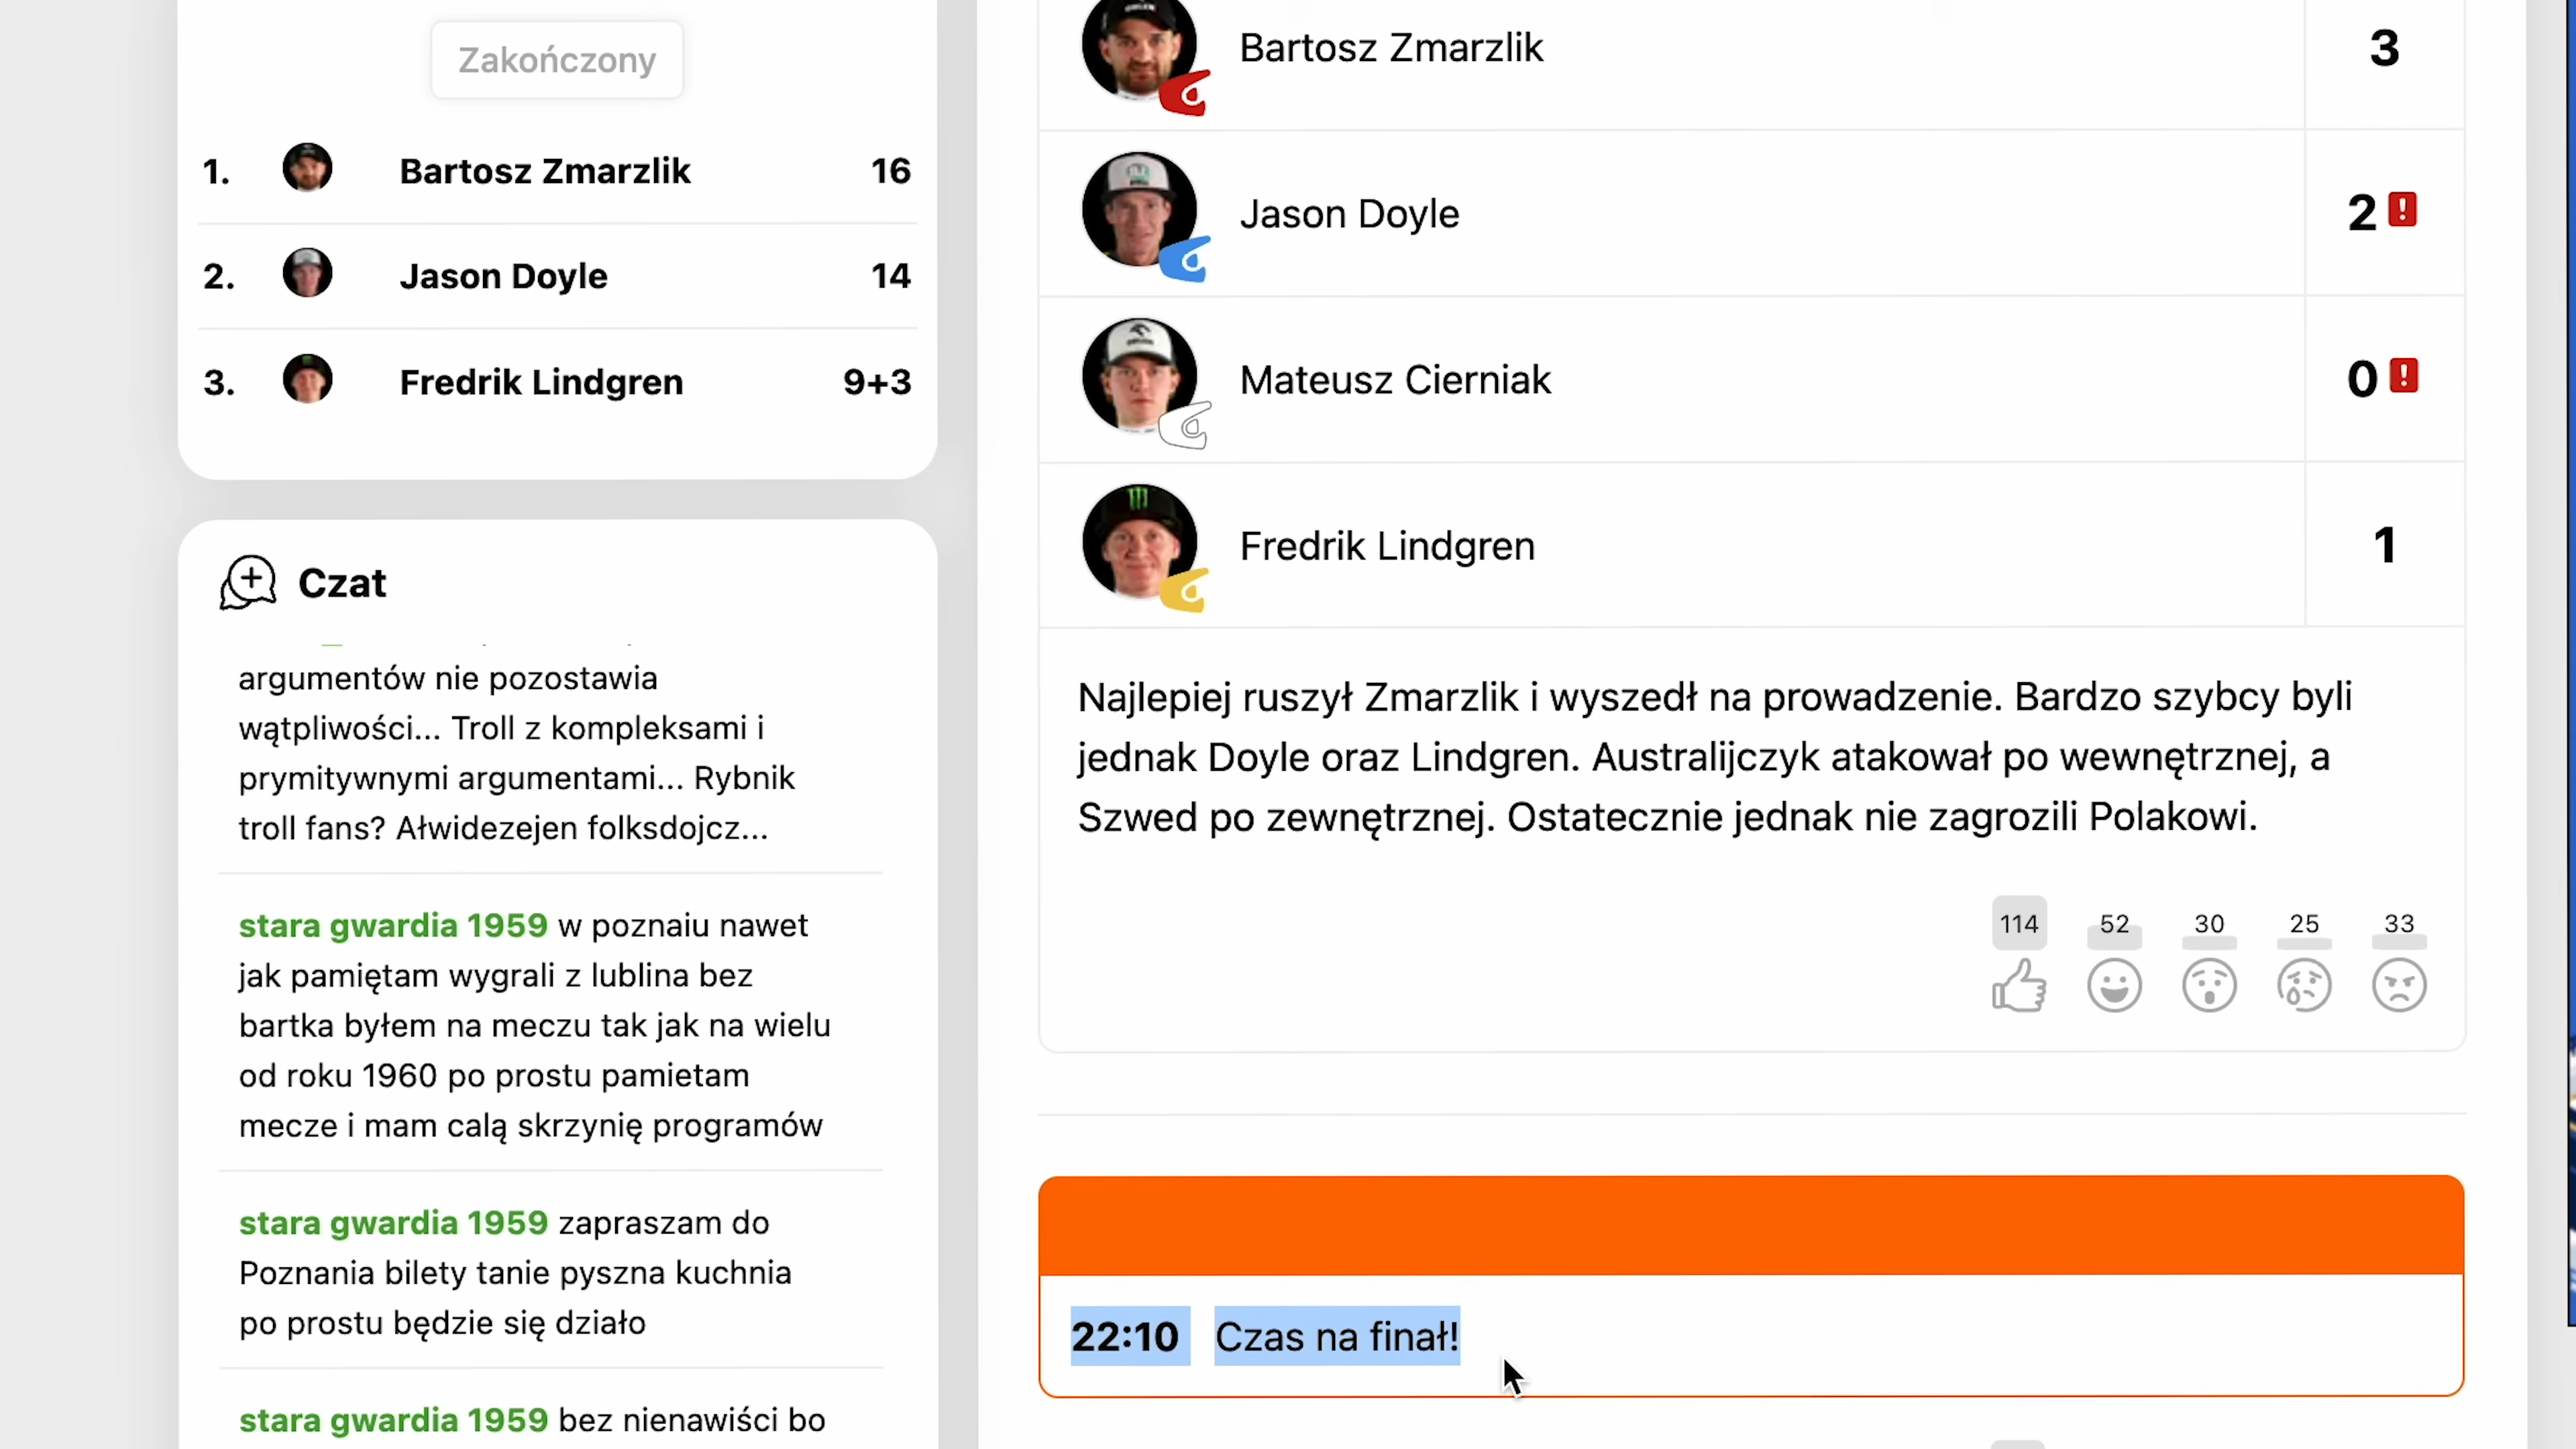 Zakończony
1. Bartosz Zmarzlik 16
2. Jason Doyle 14
3. Fredrik Lindgren 9+3
Czat
argumentów nie pozostawia
wątpliwości... Troll z kompleksami i
prymitywnymi argumentami... Rybnik
troll fans? Ałwidezejen folksdojcz...
stara gwardia 1959 w poznaiu nawet
jak pamiętam wygrali z lublina bez
bartka byłem na meczu tak jak na wielu
od roku 1960 po prostu pamietam
mecze i mam calą skrzynię programów
stara gwardia 1959 zapraszam do
Poznania bilety tanie pyszna kuchnia
po prostu będzie się działo
stara gwardia 1959 bez nienawiści bo
Bartosz Zmarzlik 3
Jason Doyle 2 !
Mateusz Cierniak 0 !
Fredrik Lindgren 1
Najlepiej ruszył Zmarzlik i wyszedł na prowadzenie. Bardzo szybcy byli
jednak Doyle oraz Lindgren. Australijczyk atakował po wewnętrznej, a
Szwed po zewnętrznej. Ostatecznie jednak nie zagrozili Polakowi.
114 52 30 25 33
22:10 Czas na finał!